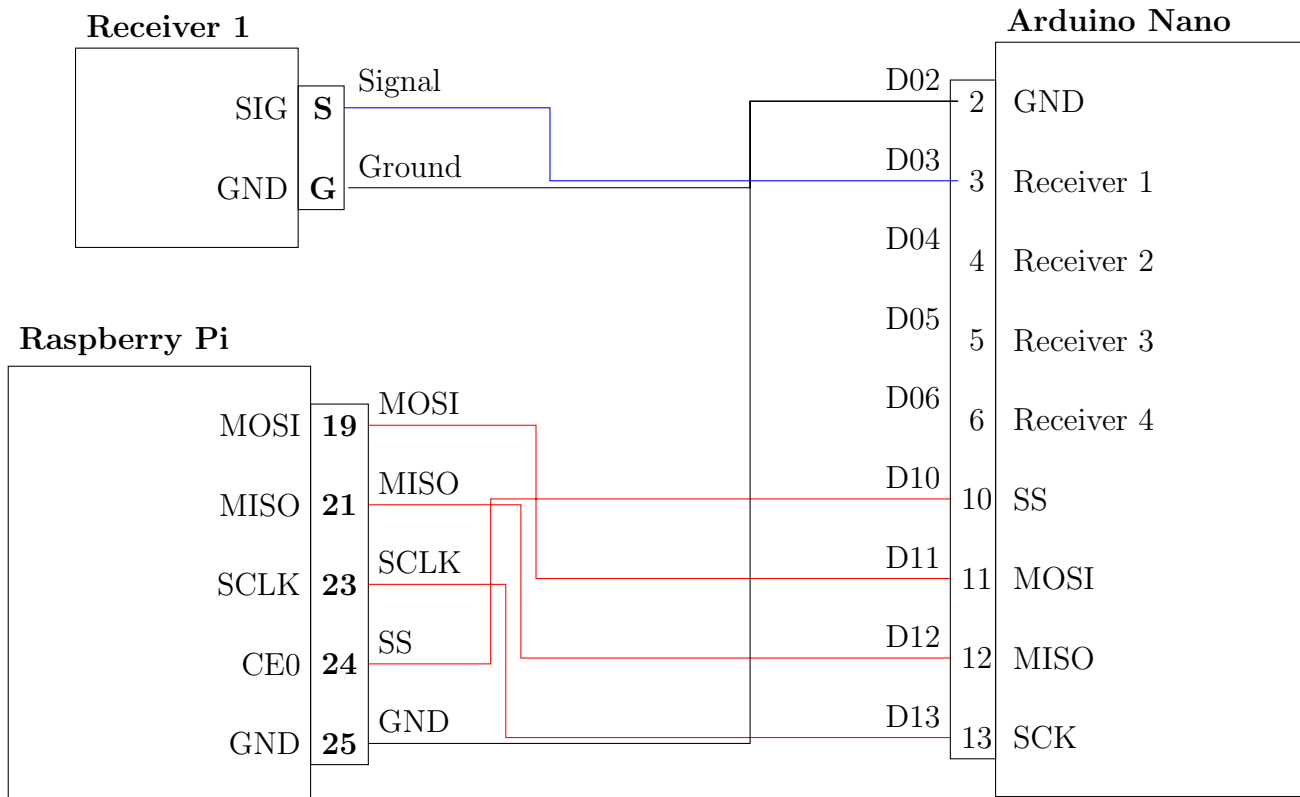 Receiver 1
SIG S Signal
GND G Ground
Raspberry Pi
MOSI 19 MOSI
MISO 21 MISO
SCLK 23 SCLK
CE0 24 SS
GND 25 GND
Arduino Nano
D02 2 GND
D03 3 Receiver 1
D04 4 Receiver 2
D05 5 Receiver 3
D06 6 Receiver 4
D10 10 SS
D11 11 MOSI
D12 12 MISO
D13 13 SCK